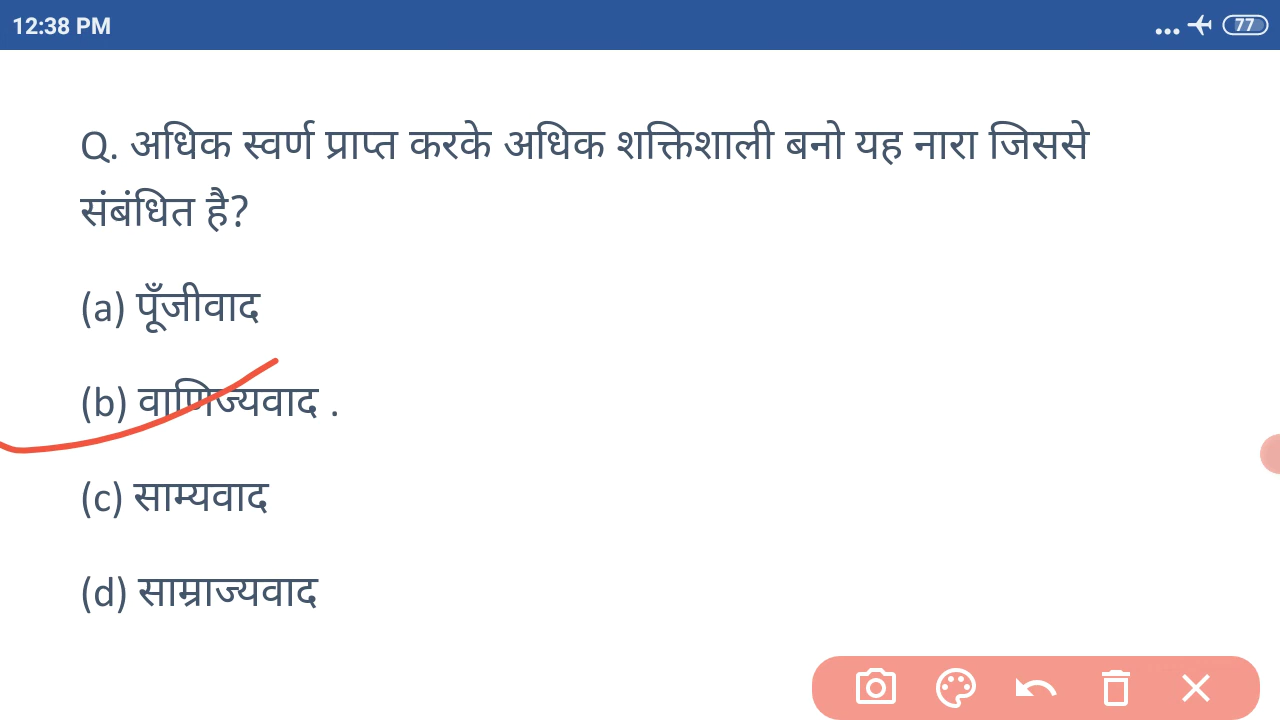 12:38 PM
77
Q. अधिक स्वर्ण प्राप्त करके अधिक शक्तिशाली बनो यह नारा जिससे
संबंधित है?
(a) पूँजीवाद
(b) वाणिज्यवाद .
(c) साम्यवाद
(d) साम्राज्यवाद